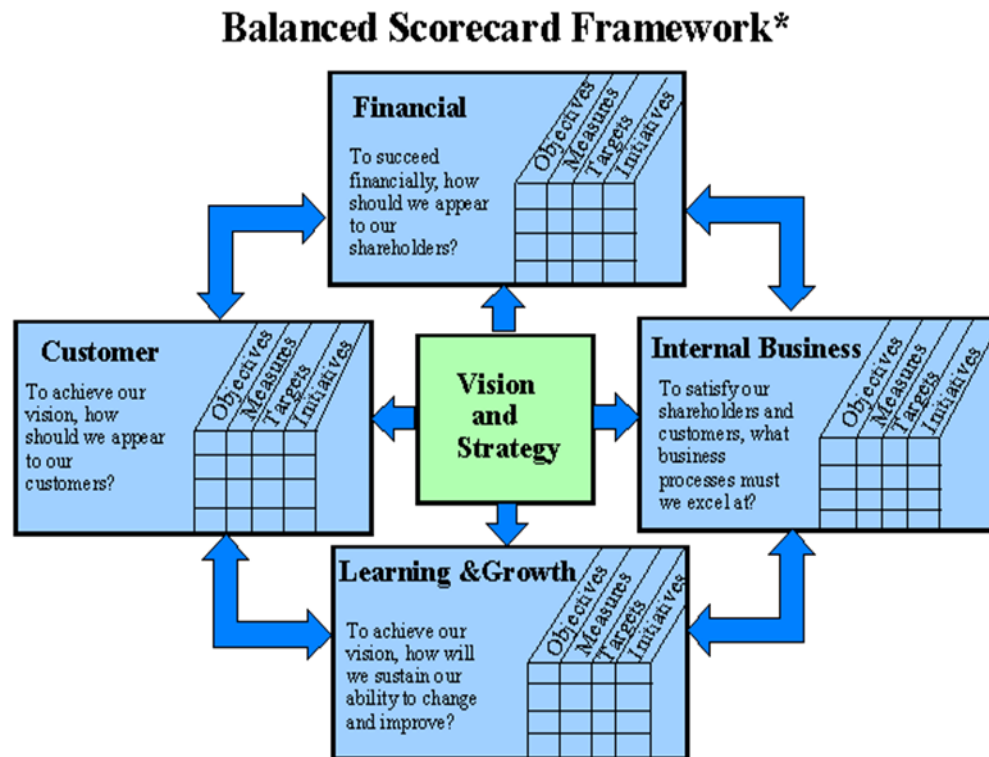 Balanced Scorecard Framework*
Financial
To succeed
financially, how
should we appear
to our
shareholders?
Objectives
Measures
Targets
Initiatives
Customer
To achieve our
vision, how
should we appear
to our
customers?
Objectives
Measures
Targets
Initiatives
Vision
and
Strategy
Internal Business
To satisfy our
shareholders and
customers, what
business
processes must
we excel at?
Objectives
Measures
Targets
Initiatives
Learning &Growth
To achieve our
vision, how will
we sustain our
ability to change
and improve?
Objectives
Measures
Targets
Initiatives